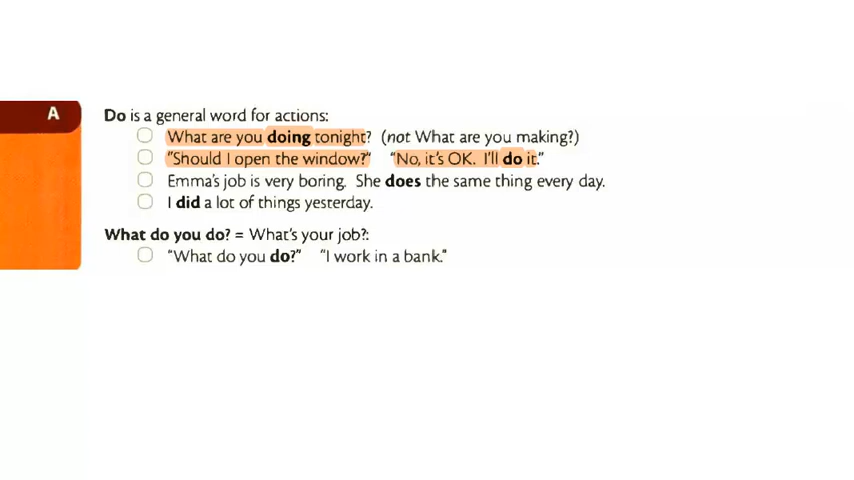 A
Do is a general word for actions:
What are you doing tonight? (not What are you making?)
"Should I open the window?" "No, it's OK. I'll do it."
Emma's job is very boring. She does the same thing every day.
I did a lot of things yesterday.
What do you do? = What's your job?:
"What do you do?" "I work in a bank."